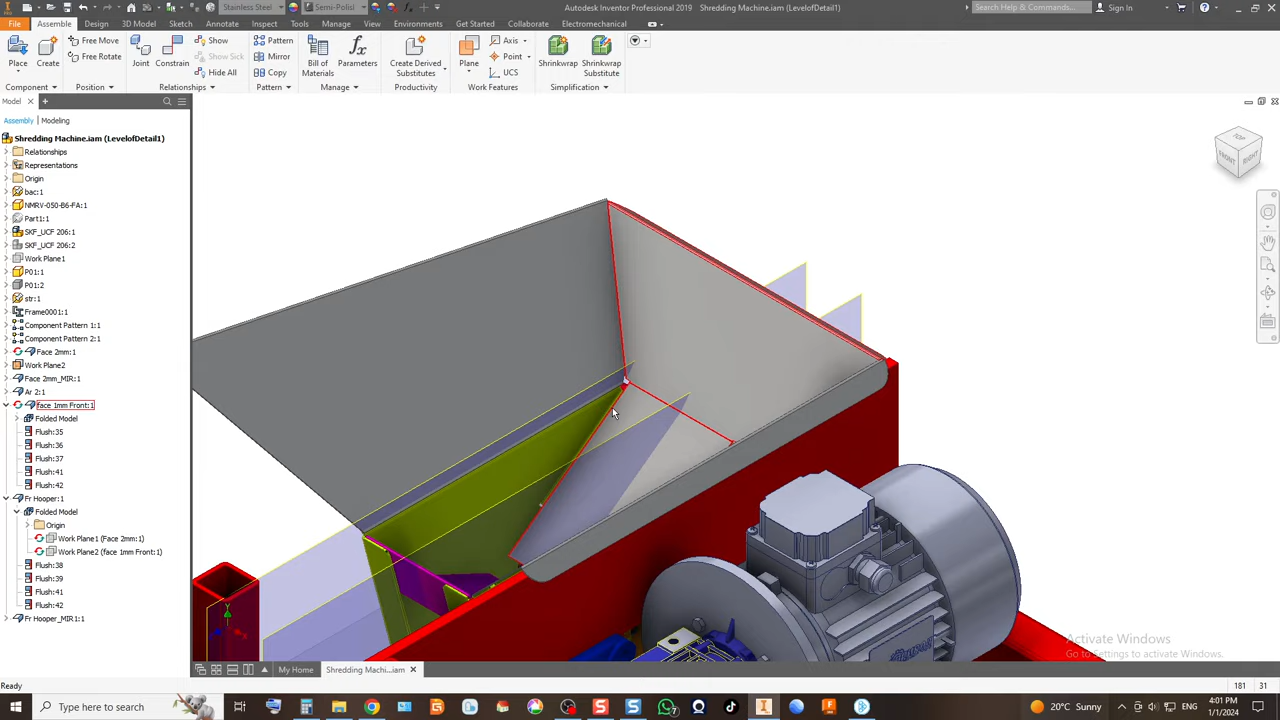 Stainless Steel
Semi-Polisl
Autodesk Inventor Professional 2019
Shredding Machine.iam (LevelofDetail1)
Search Help & Commands...
Sign In
File
Assemble
Design
3D Model
Sketch
Annotate
Inspect
Tools
Manage
View
Environments
Get Started
Collaborate
Electromechanical
Place
Create
Free Move
Free Rotate
Joint
Constrain
Show
Show Sick
Hide All
Pattern
Mirror
Copy
Bill of
Materials
Parameters
Create Derived
Substitutes
Plane
Axis
Point
UCS
Shrinkwrap
Shrinkwrap
Substitute
Component
Position
Relationships
Pattern
Manage
Productivity
Work Features
Simplification
Model
Assembly
Modeling
Shredding Machine.iam (LevelofDetail1)
Relationships
Representations
Origin
bac:1
NMRV-050-B6-FA:1
Part1:1
SKF_UCF 206:1
SKF_UCF 206:2
Work Plane1
P01:1
P01:2
str:1
Frame0001:1
Component Pattern 1:1
Component Pattern 2:1
Face 2mm:1
Work Plane2
Face 2mm_MIR:1
Ar 2:1
face 1mm Front:1
Folded Model
Flush:35
Flush:36
Flush:37
Flush:41
Flush:42
Fr Hooper:1
Folded Model
Origin
Work Plane1 (Face 2mm:1)
Work Plane2 (face 1mm Front:1)
Flush:38
Flush:39
Flush:41
Flush:42
Fr Hooper_MIR1:1
TOP
FRONT
RIGHT
Activate Windows
Go to Settings to activate Windows.
My Home
Shredding Machi...iam
Ready
181
31
Type here to search
20°C Sunny
ENG
4:01 PM
1/1/2024